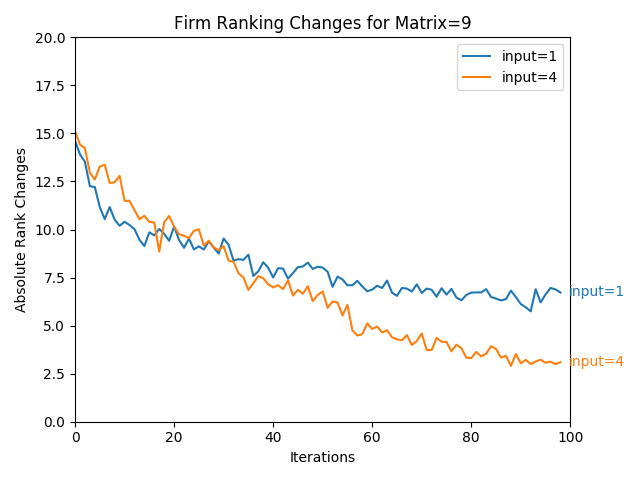 Firm Ranking Changes for Matrix=9
Absolute Rank Changes
20.0
17.5
15.0
12.5
10.0
7.5
5.0
2.5
0.0
input=1
input=4
input=1
input=4
0 20 40 60 80 100
Iterations